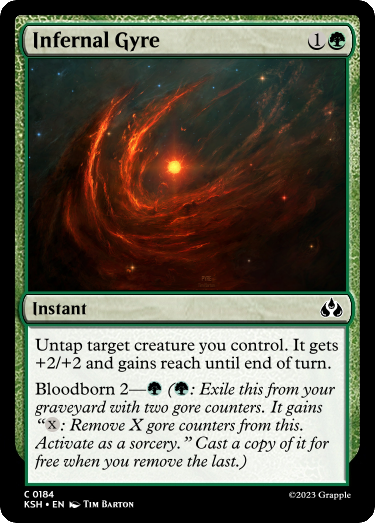 Infernal Gyre 1
Instant
Untap target creature you control. It gets
+2/+2 and gains reach until end of turn.
Bloodborn 2— (: Exile this from your
graveyard with two gore counters. It gains
“X: Remove X gore counters from this.
Activate as a sorcery.” Cast a copy of it for
free when you remove the last.)
C 0184
KSH • EN TIM BARTON
©2023 Grapple